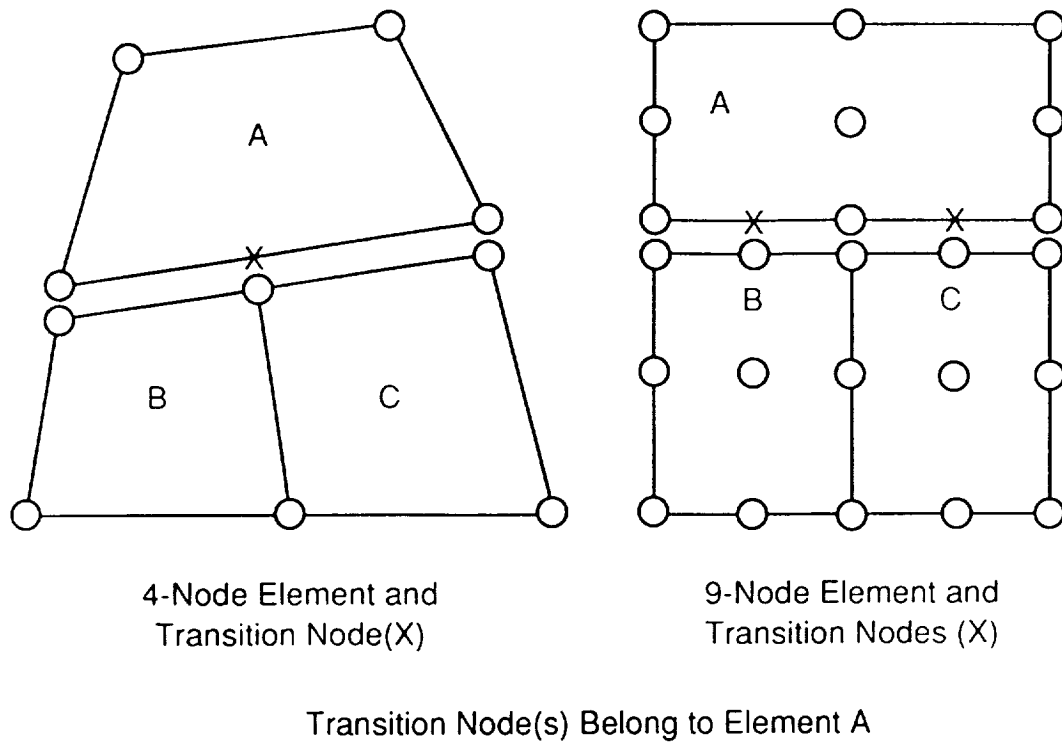 A
A
X
X
X
B
C
B
C
4-Node Element and
Transition Node(X)
9-Node Element and
Transition Nodes (X)
Transition Node(s) Belong to Element A